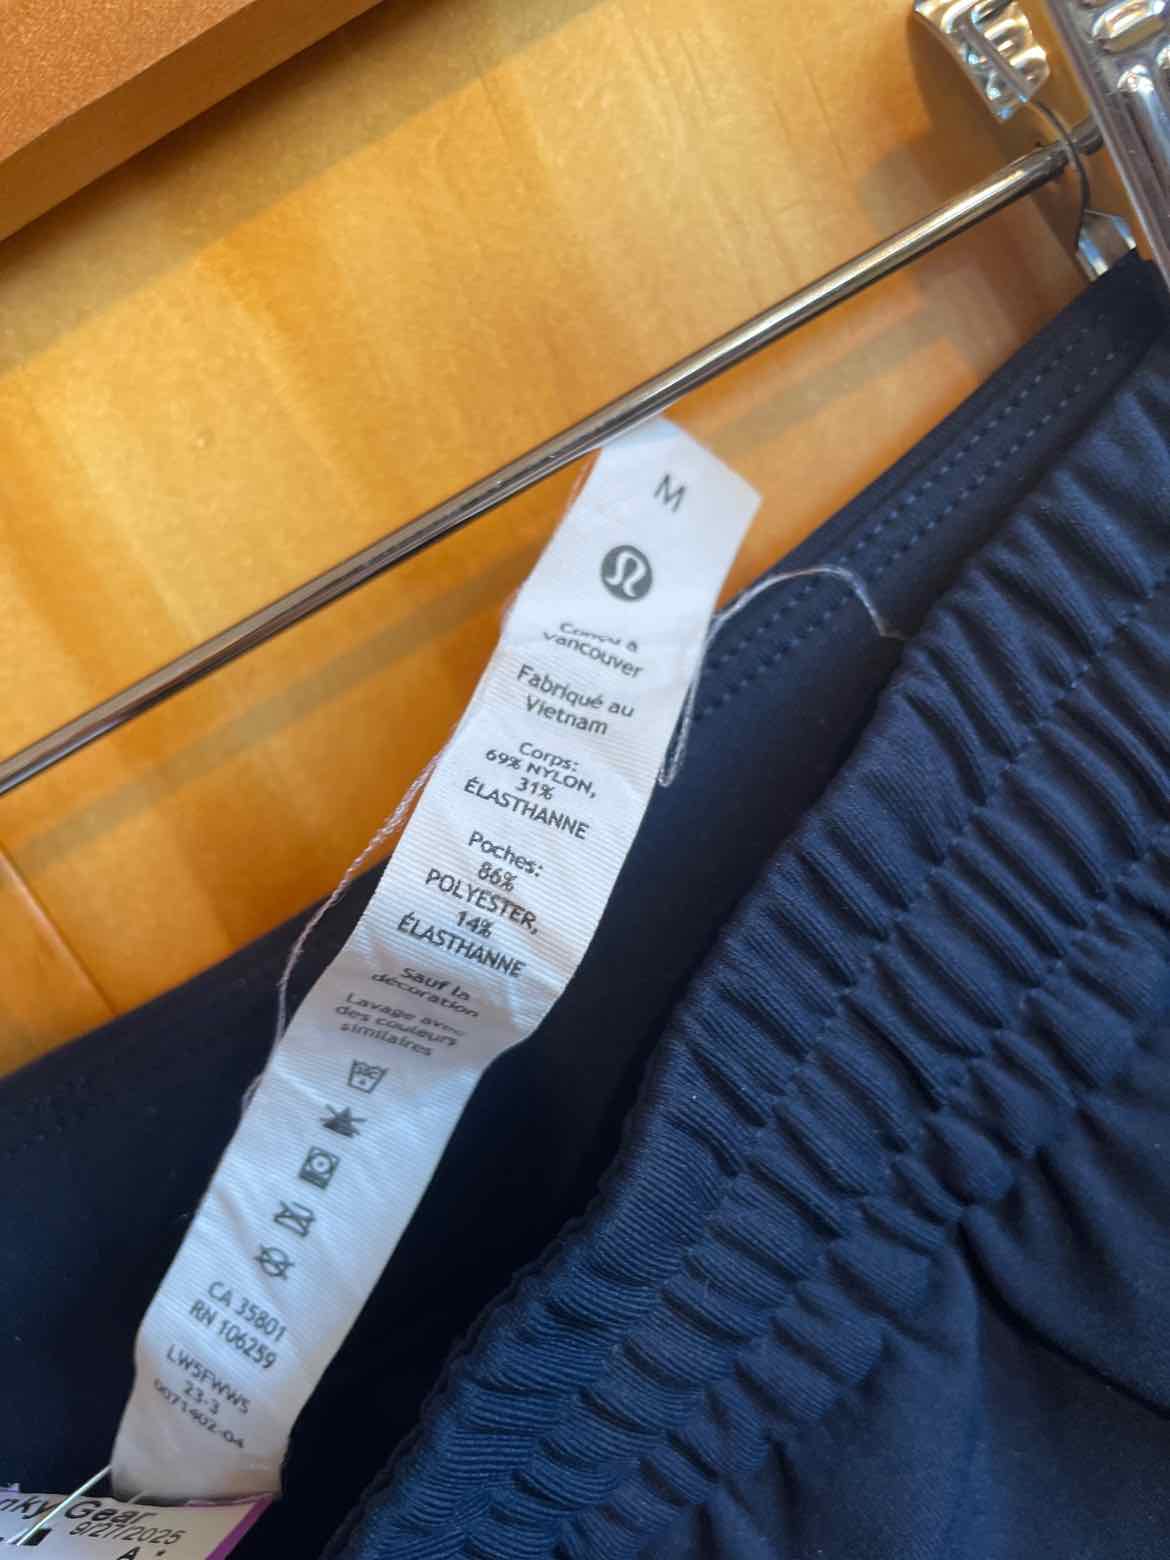 M
Conçu à
Vancouver
Fabriqué au
Vietnam
Corps:
69% NYLON,
31%
ÉLASTHANNE
Poches:
86%
POLYESTER,
14%
ÉLASTHANNE
Sauf la
décoration
Lavage avec
des couleurs
similaires
CA 35801
RN 106259
LW5FWWS
23-3
0071402-04
nky Gear
9/27/2025
A